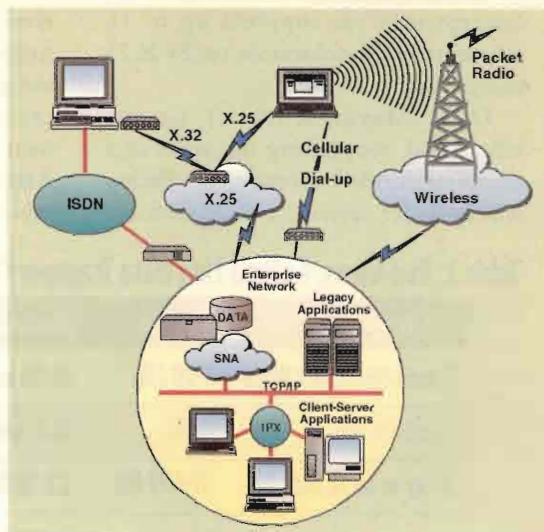 Packet
Radio
X.32
X.25
Cellular
Dial-up
ISDN
X.25
Wireless
Enterprise
Network
Legacy
Applications
DATA
SNA
TCP/IP
Client-Server
Applications
IPX